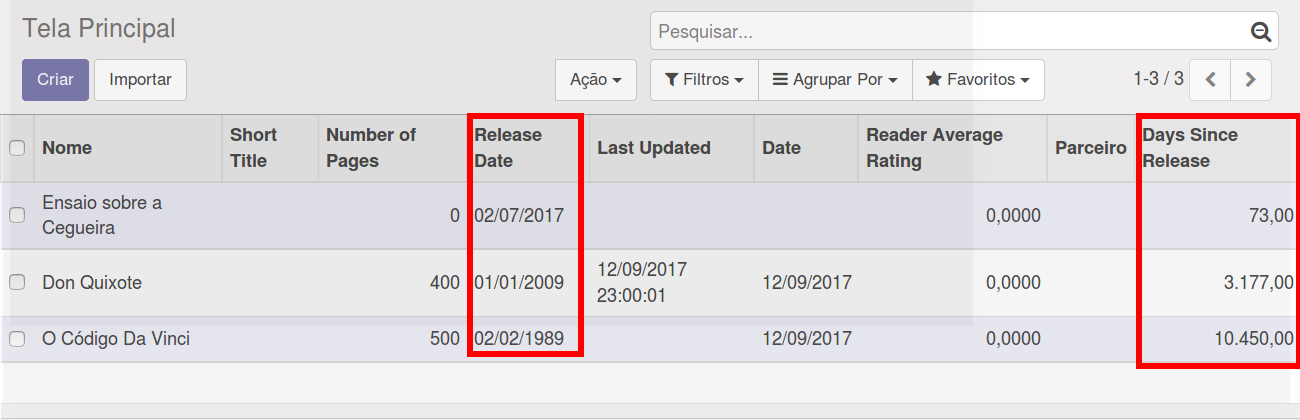 Tela Principal
Pesquisar...
Criar Importar Ação Filtros Agrupar Por Favoritos 1-3 / 3
Nome Short Title Number of Pages Release Date Last Updated Date Reader Average Rating Parceiro Days Since Release
Ensaio sobre a Cegueira 0 02/07/2017 0,0000 73,00
Don Quixote 400 01/01/2009 12/09/2017 23:00:01 12/09/2017 0,0000 3.177,00
O Código Da Vinci 500 02/02/1989 12/09/2017 0,0000 10.450,00